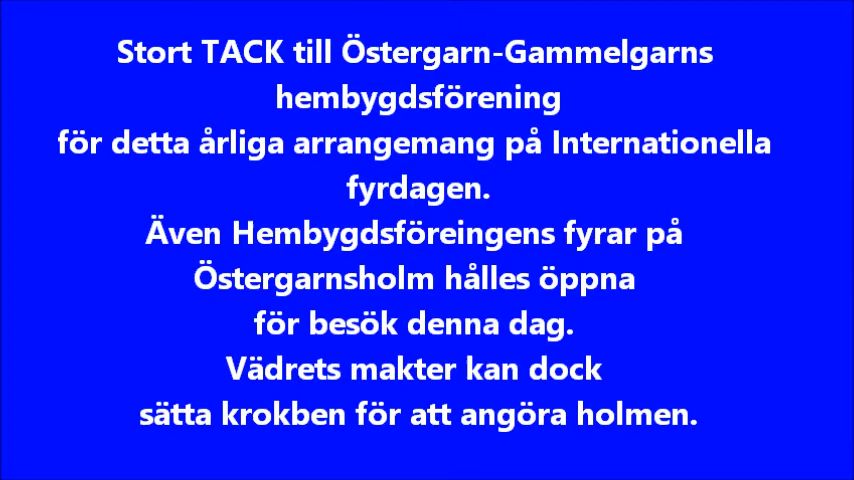 Stort TACK till Östergarn-Gammelgarns
hembygdsförening
för detta årliga arrangemang på Internationella
fyrdagen.
Även Hembygdsföreingens fyrar på
Östergarnsholm hålles öppna
för besök denna dag.
Vädrets makter kan dock
sätta krokben för att angöra holmen.